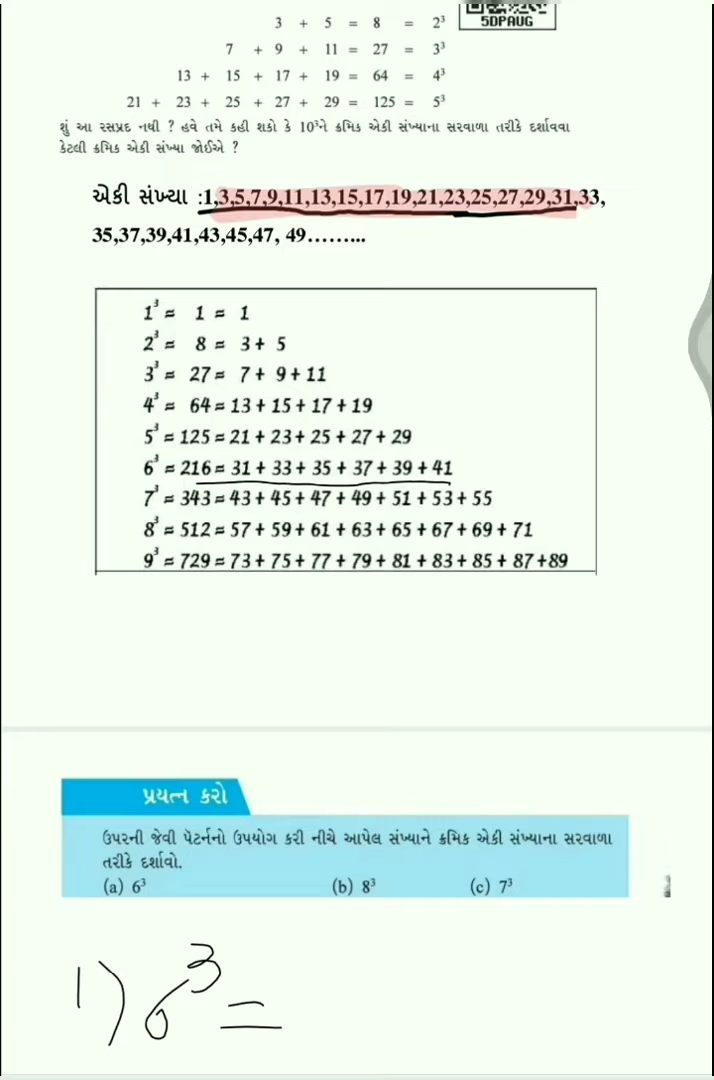 3 + 5 = 8 = 2³
5DPAUG
7 + 9 + 11 = 27 = 3³
13 + 15 + 17 + 19 = 64 = 4³
21 + 23 + 25 + 27 + 29 = 125 = 5³
શું આ રસપ્રદ નથી ? હવે તમે કહી શકો કે 10³ને ક્રમિક એકી સંખ્યાના સરવાળા તરીકે દર્શાવવા
કેટલી ક્રમિક એકી સંખ્યા જોઈએ ?
એકી સંખ્યા :1,3,5,7,9,11,13,15,17,19,21,23,25,27,29,31,33,
35,37,39,41,43,45,47, 49.........
1³ = 1 = 1
2³ = 8 = 3 + 5
3³ = 27 = 7 + 9 + 11
4³ = 64 = 13 + 15 + 17 + 19
5³ = 125 = 21 + 23 + 25 + 27 + 29
6³ = 216 = 31 + 33 + 35 + 37 + 39 + 41
7³ = 343 = 43 + 45 + 47 + 49 + 51 + 53 + 55
8³ = 512 = 57 + 59 + 61 + 63 + 65 + 67 + 69 + 71
9³ = 729 = 73 + 75 + 77 + 79 + 81 + 83 + 85 + 87 +89
પ્રયત્ન કરો
ઉપરની જેવી પૅટર્નનો ઉપયોગ કરી નીચે આપેલ સંખ્યાને ક્રમિક એકી સંખ્યાના સરવાળા
તરીકે દર્શાવો.
(a) 6³ (b) 8³ (c) 7³
1) 6³ =